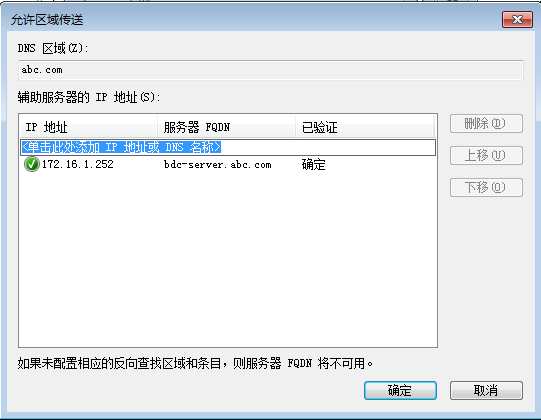 允许区域传送
DNS 区域(Z):
abc.com
辅助服务器的 IP 地址(S):
IP 地址 服务器 FQDN 已验证
<单击此处添加 IP 地址或 DNS 名称>
172.16.1.252 bdc-server.abc.com 确定
删除(D)
上移(U)
下移(O)
如果未配置相应的反向查找区域和条目，则服务器 FQDN 将不可用。
确定 取消